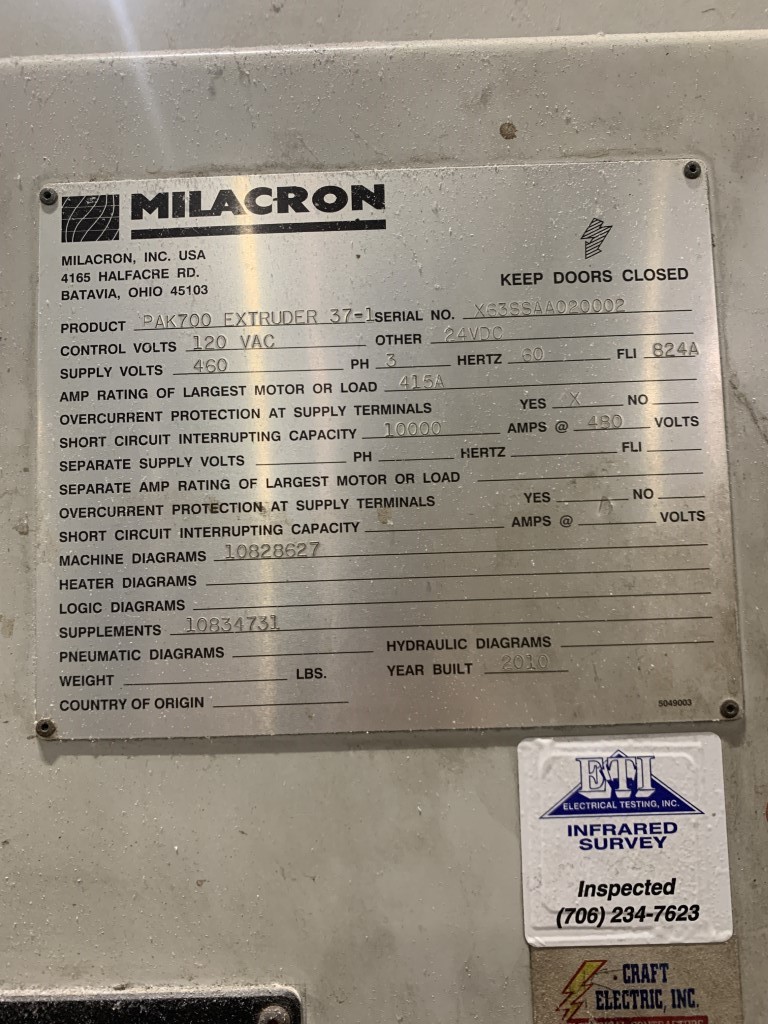 MILACRON
MILACRON, INC. USA
4165 HALFACRE RD.
BATAVIA, OHIO 45103
KEEP DOORS CLOSED
PRODUCT PAK700 EXTRUDER 37-1 SERIAL NO. X63SSAA020002
CONTROL VOLTS 120 VAC OTHER 24VDC
SUPPLY VOLTS 460 PH 3 HERTZ 60 FLI 824A
AMP RATING OF LARGEST MOTOR OR LOAD 415A
OVERCURRENT PROTECTION AT SUPPLY TERMINALS YES X NO
SHORT CIRCUIT INTERRUPTING CAPACITY 10000 AMPS @ 480 VOLTS
SEPARATE SUPPLY VOLTS PH HERTZ FLI
SEPARATE AMP RATING OF LARGEST MOTOR OR LOAD
OVERCURRENT PROTECTION AT SUPPLY TERMINALS YES NO
SHORT CIRCUIT INTERRUPTING CAPACITY AMPS @ VOLTS
MACHINE DIAGRAMS 10828627
HEATER DIAGRAMS
LOGIC DIAGRAMS
SUPPLEMENTS 10834731
PNEUMATIC DIAGRAMS HYDRAULIC DIAGRAMS
WEIGHT LBS. YEAR BUILT 2010
COUNTRY OF ORIGIN
S049003
ETI
ELECTRICAL TESTING, INC.
INFRARED
SURVEY
Inspected
(706) 234-7623
CRAFT
ELECTRIC, INC.